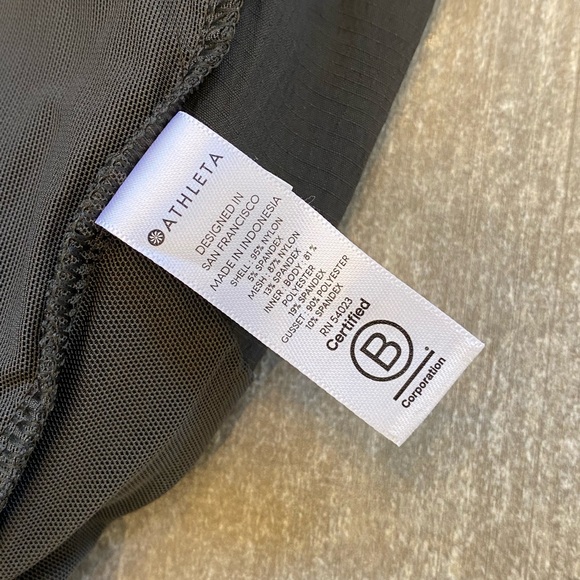 ATHLETA
DESIGNED IN
SAN FRANCISCO
MADE IN INDONESIA
SHELL: 95% NYLON
5% SPANDEX
MESH: 87% NYLON
13% SPANDEX
INNER: BODY: 81%
POLYESTER
19% SPANDEX
GUSSET: 90% POLYESTER
10% SPANDEX
RN 54023
Certified
B
Corporation